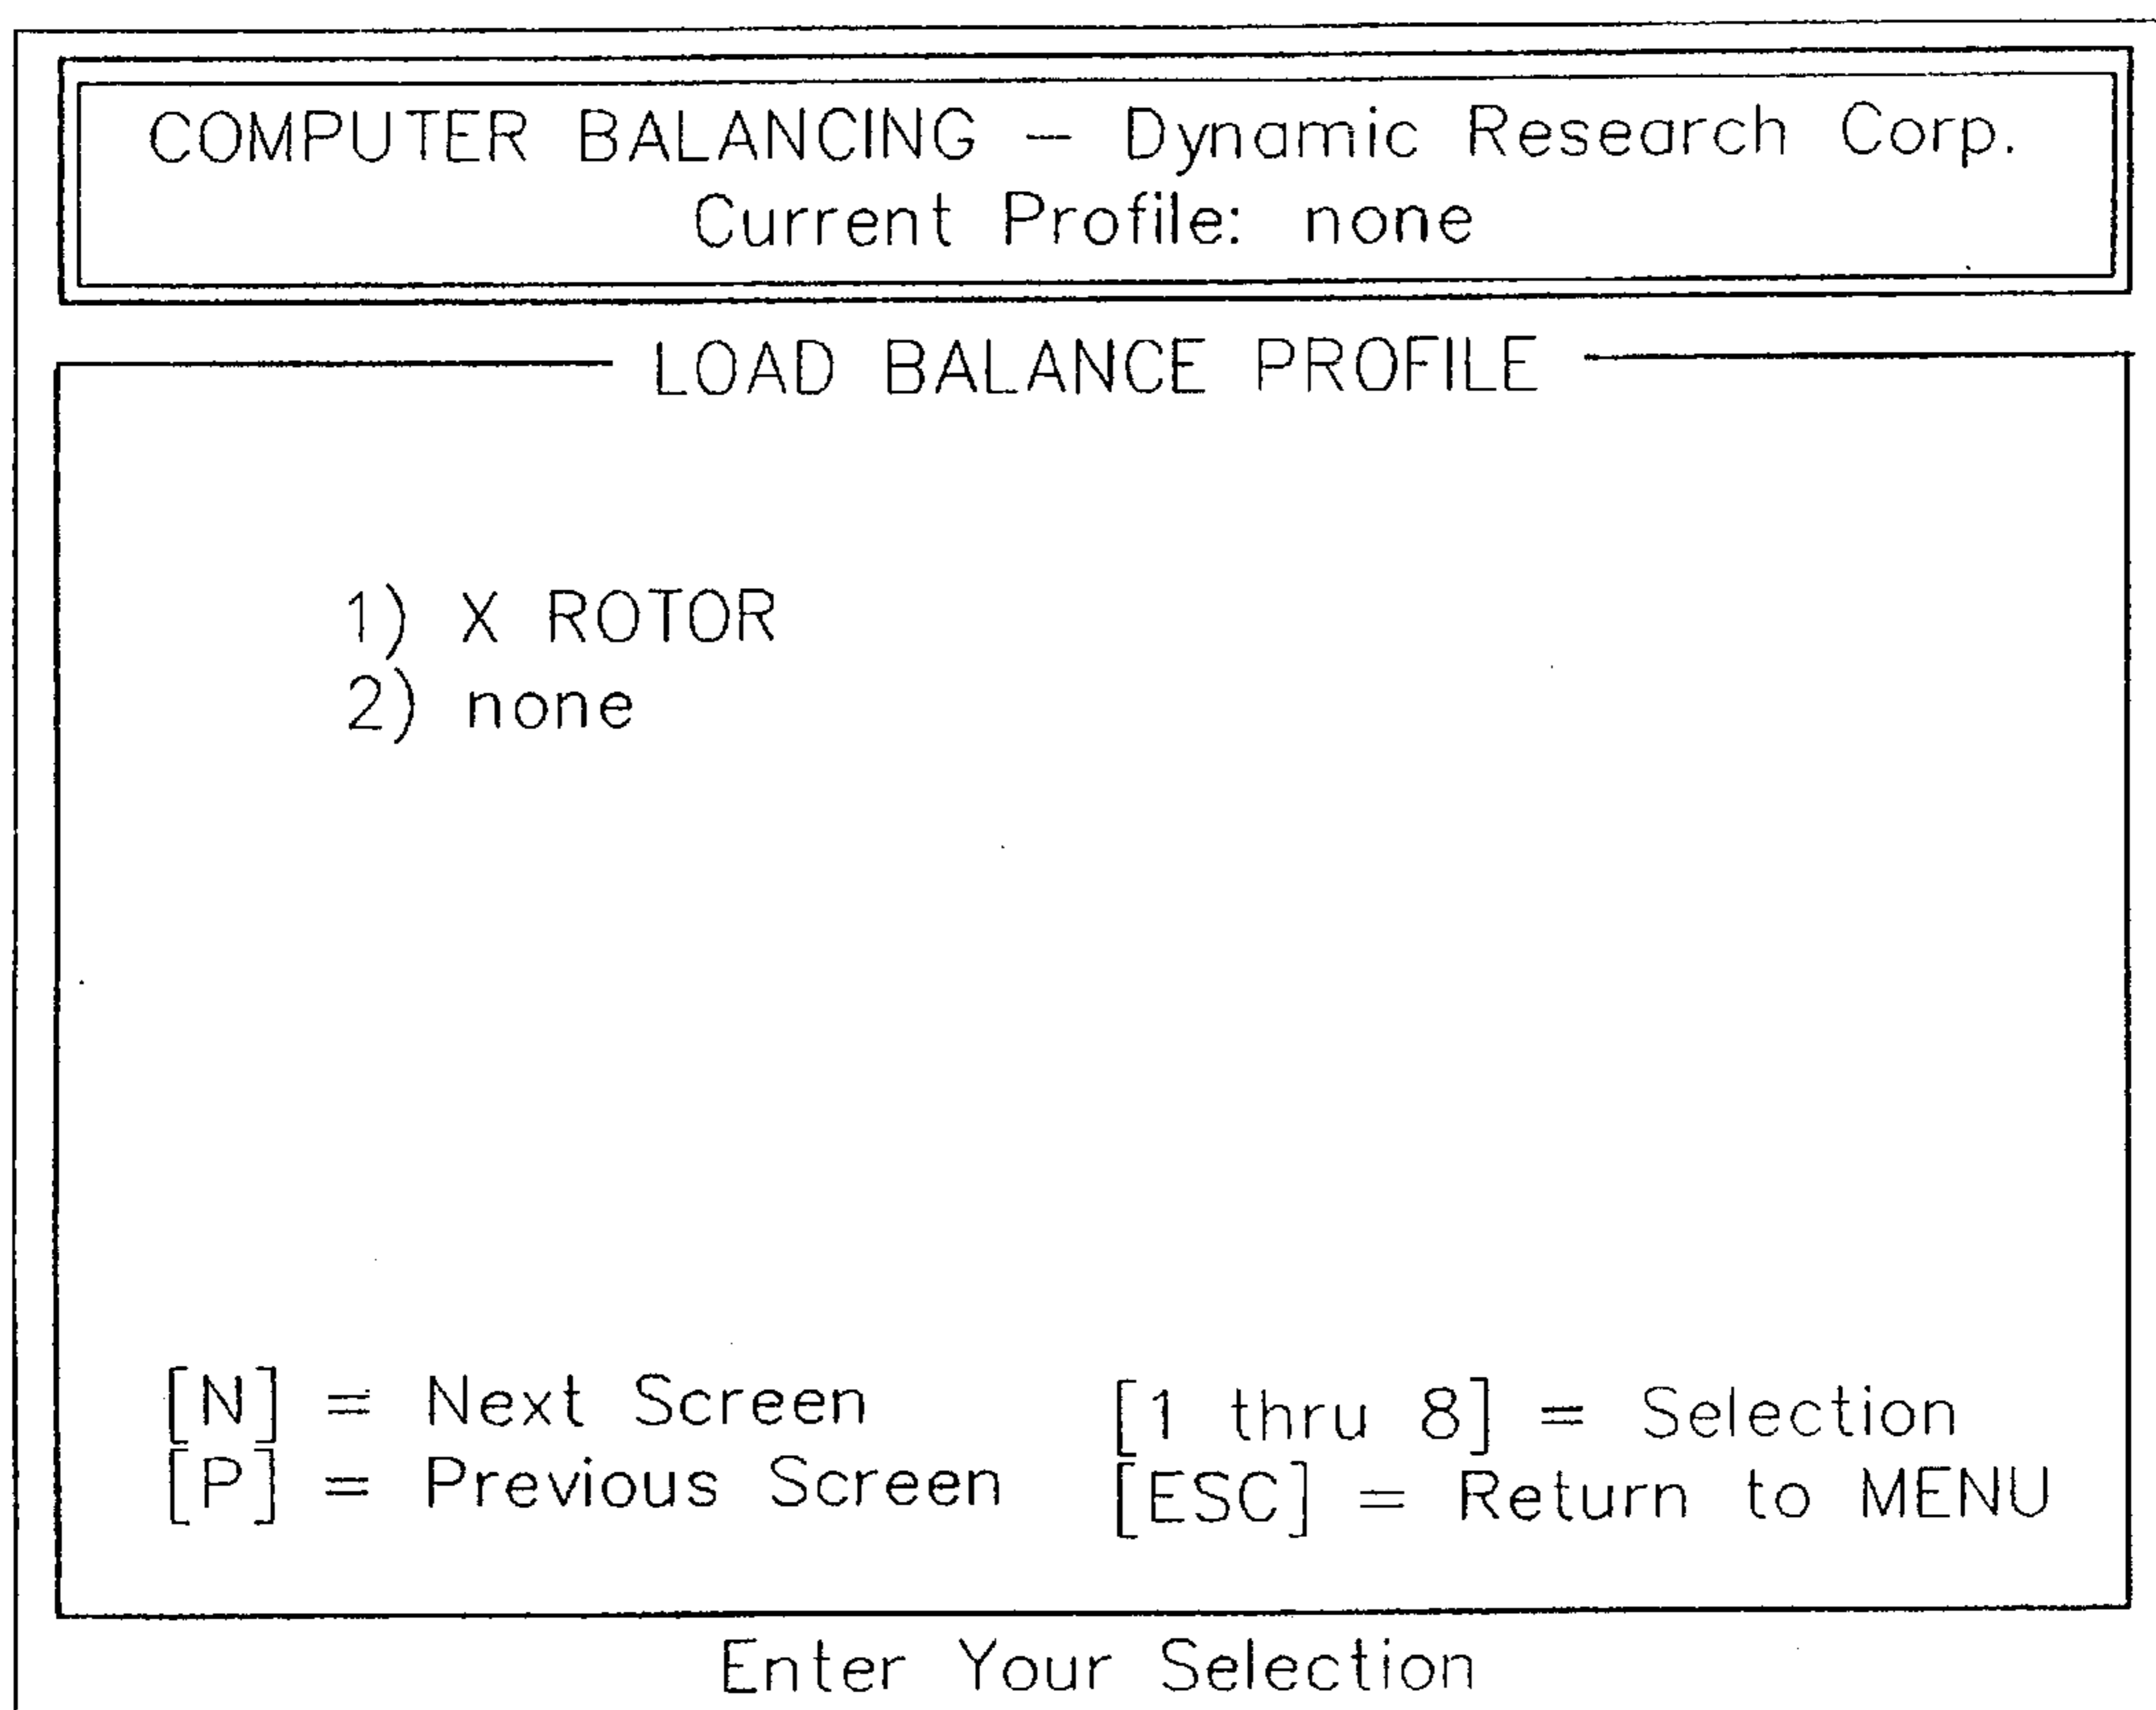 COMPUTER BALANCING – Dynamic Research Corp.
Current Profile: none
LOAD BALANCE PROFILE
1) X ROTOR
2) none
[N] = Next Screen [1 thru 8] = Selection
[P] = Previous Screen [ESC] = Return to MENU
Enter Your Selection